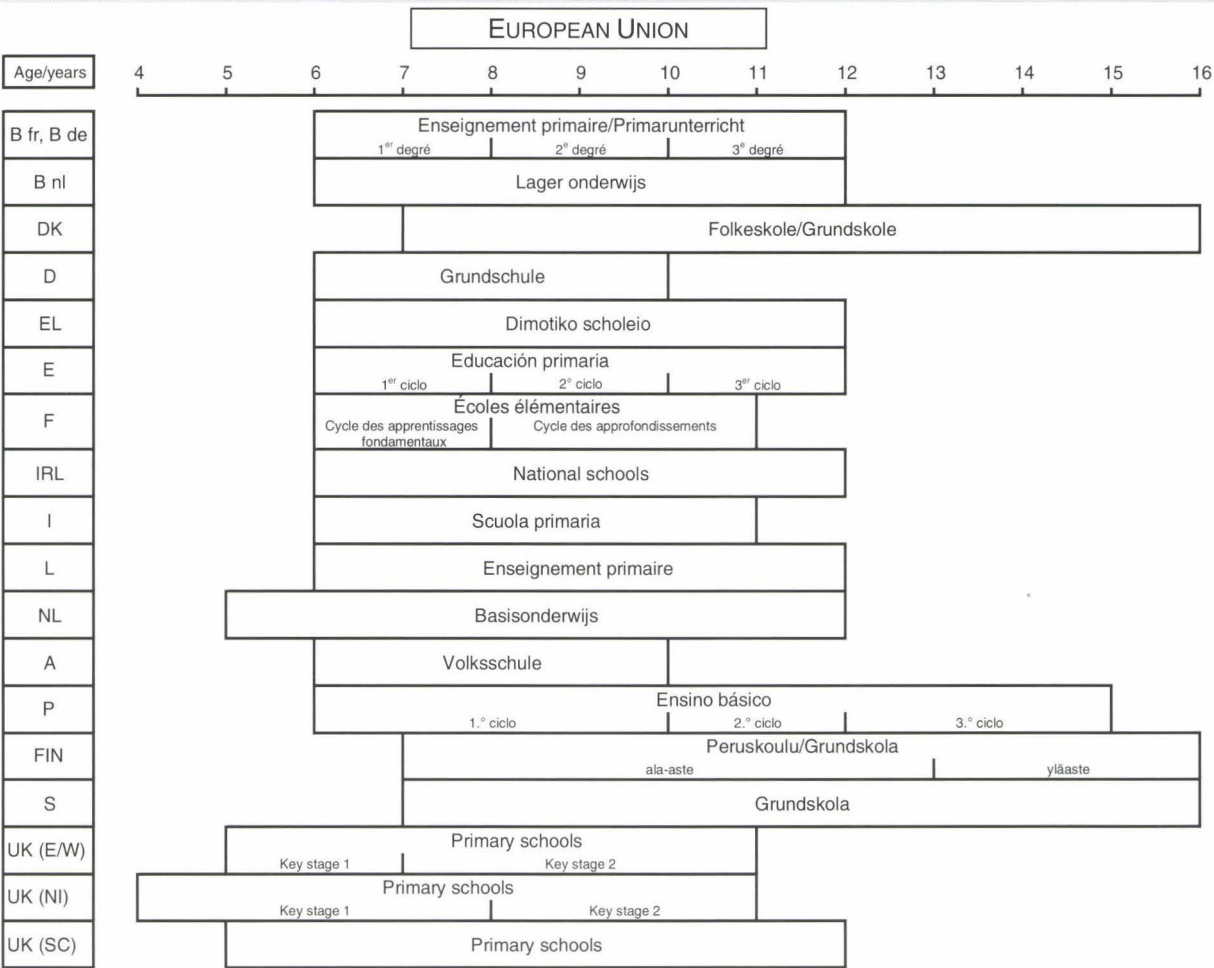 EUROPEAN UNION
Age/years 4 5 6 7 8 9 10 11 12 13 14 15 16
B fr, B de Enseignement primaire/Primarunterricht
1er degré 2e degré 3e degré
B nl Lager onderwijs
DK Folkeskole/Grundskole
D Grundschule
EL Dimotiko scholeio
E Educación primaria
1er ciclo 2° ciclo 3er ciclo
F Écoles élémentaires
Cycle des apprentissages Cycle des approfondissements
fondamentaux
IRL National schools
I Scuola primaria
L Enseignement primaire
NL Basisonderwijs
A Volksschule
P Ensino básico
1.° ciclo 2.° ciclo 3.° ciclo
FIN Peruskoulu/Grundskola
ala-aste yläaste
S Grundskola
UK (E/W) Primary schools
Key stage 1 Key stage 2
UK (NI) Primary schools
Key stage 1 Key stage 2
UK (SC) Primary schools